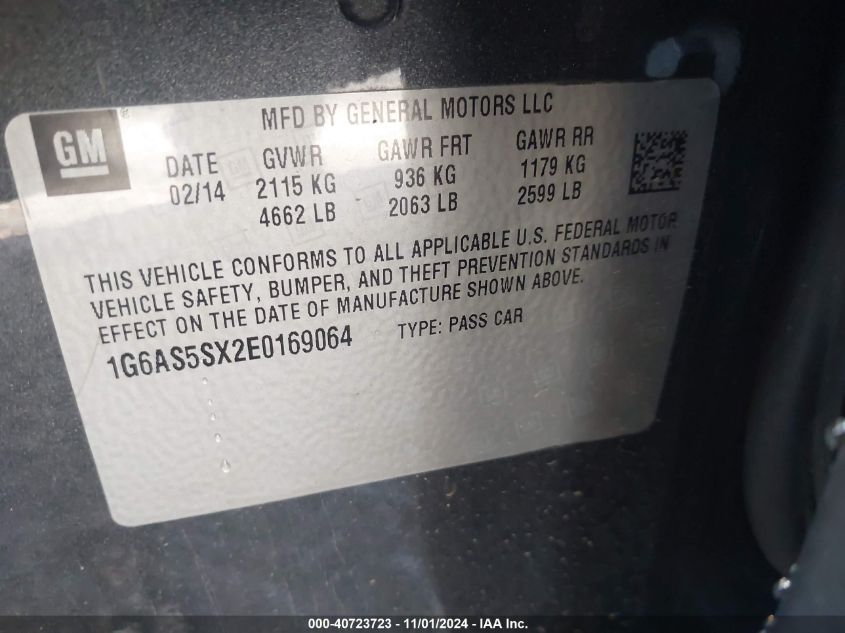 MFD BY GENERAL MOTORS LLC
GM
DATE GVWR GAWR FRT GAWR RR
02/14 2115 KG 936 KG 1179 KG
4662 LB 2063 LB 2599 LB
THIS VEHICLE CONFORMS TO ALL APPLICABLE U.S. FEDERAL MOTOR
VEHICLE SAFETY, BUMPER, AND THEFT PREVENTION STANDARDS IN
EFFECT ON THE DATE OF MANUFACTURE SHOWN ABOVE.
1G6AS5SX2E0169064 TYPE: PASS CAR
000-40723723 - 11/01/2024 - IAA Inc.